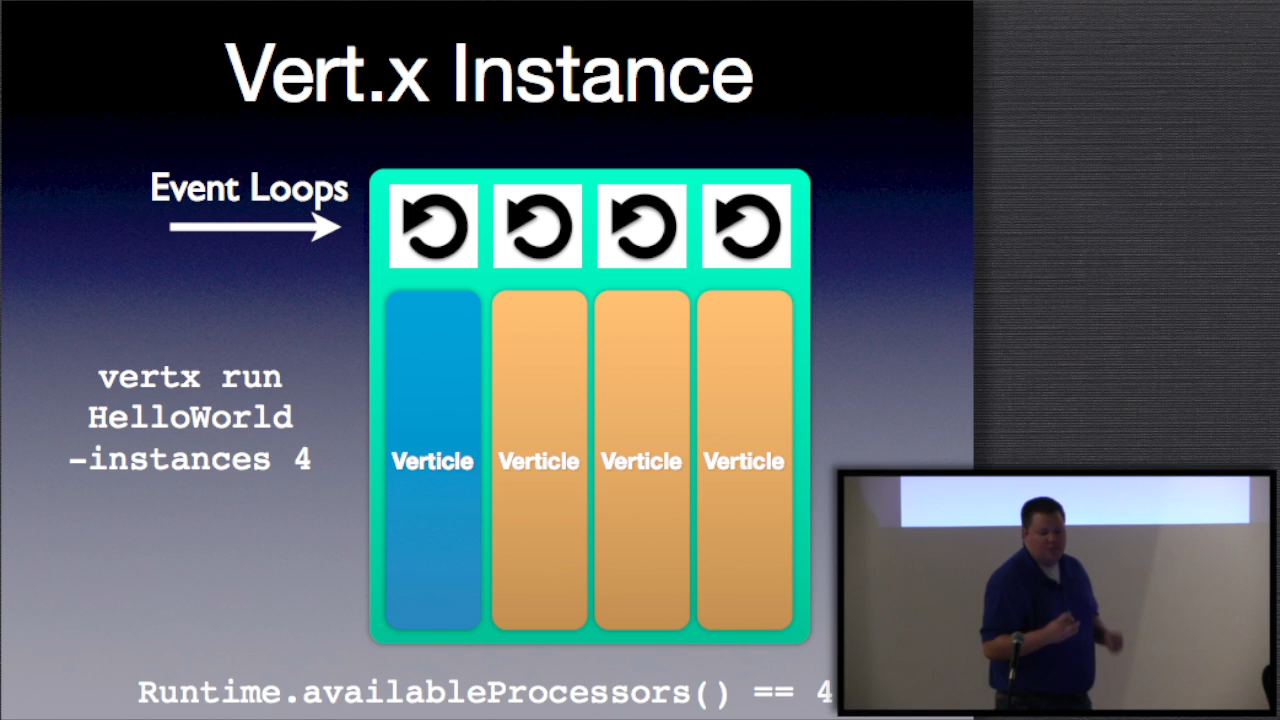 Vert.x Instance
Event Loops
vertx run
HelloWorld
-instances 4
Verticle Verticle Verticle Verticle
Runtime.availableProcessors() == 4